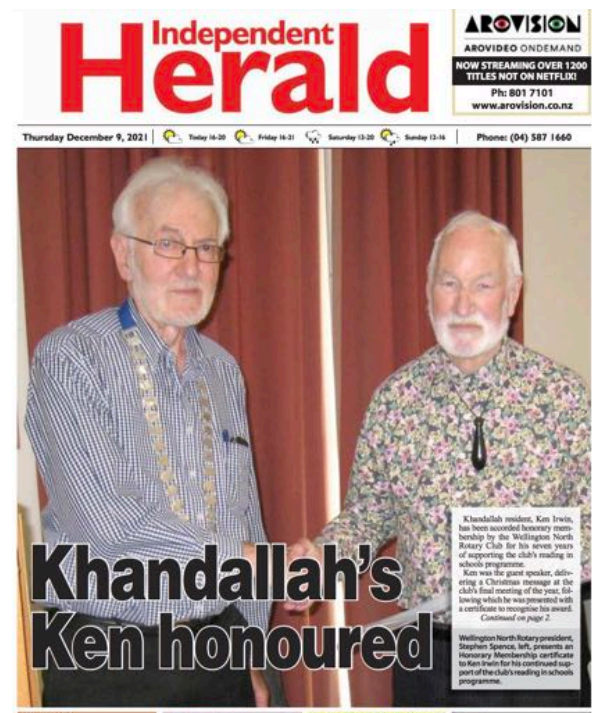 Independent
Herald
AROVISION
AROVIDEO ONDEMAND
NOW STREAMING OVER 1200
TITLES NOT ON NETFLIX!
Ph: 801 7101
www.arovision.co.nz
Thursday December 9, 2021
Today 16-20
Friday 16-21
Saturday 13-20
Sunday 12-16
Phone: (04) 587 1660
Khandallah's
Ken honoured
Khandallah resident, Ken Irwin,
has been accorded honorary mem-
bership by the Wellington North
Rotary Club for his seven years
of supporting the club's reading in
schools programme.
Ken was the guest speaker, deliv-
ering a Christmas message at the
club's final meeting of the year, fol-
lowing which he was presented with
a certificate to recognise his award.
Continued on page 2.
Wellington North Rotary president,
Stephen Spence, left, presents an
Honorary Membership certificate
to Ken Irwin for his continued sup-
port of the club's reading in schools
programme.